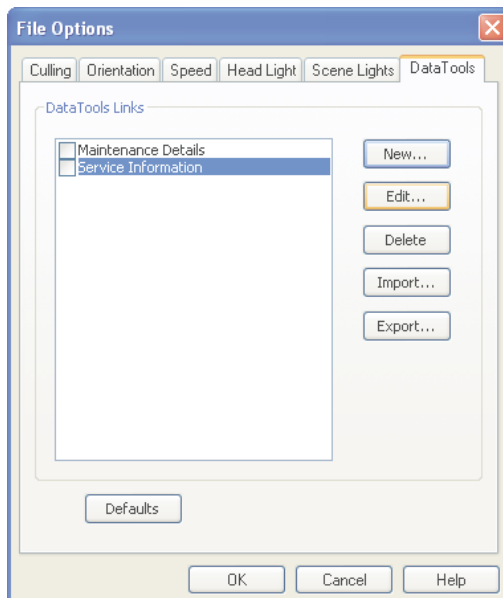 File Options
Culling Orientation Speed Head Light Scene Lights DataTools
DataTools Links
Maintenance Details
Service Information
New...
Edit...
Delete
Import...
Export...
Defaults
OK Cancel Help